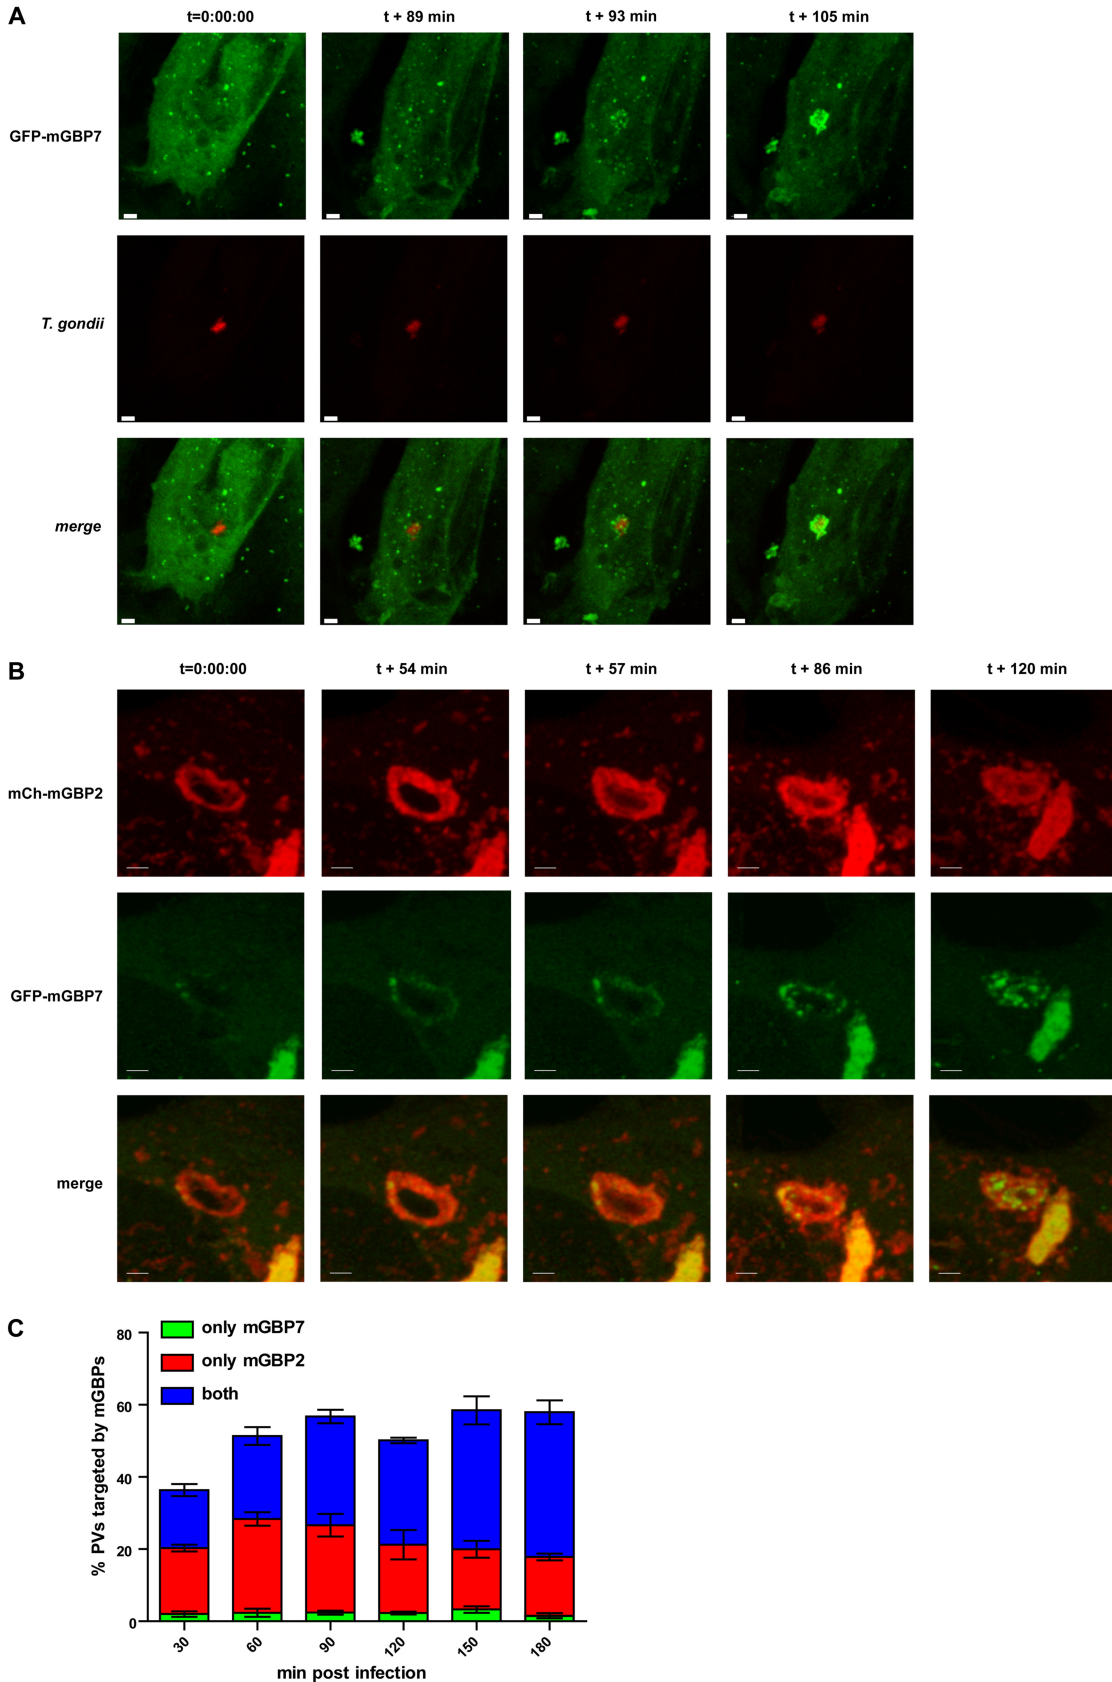 A
t=0:00:00 t + 89 min t + 93 min t + 105 min
GFP-mGBP7
T. gondii
merge
B
t=0:00:00 t + 54 min t + 57 min t + 86 min t + 120 min
mCh-mGBP2
GFP-mGBP7
merge
C
only mGBP7
only mGBP2
both
% PVs targeted by mGBPs
80
60
40
20
0
30 60 90 120 150 180
min post infection